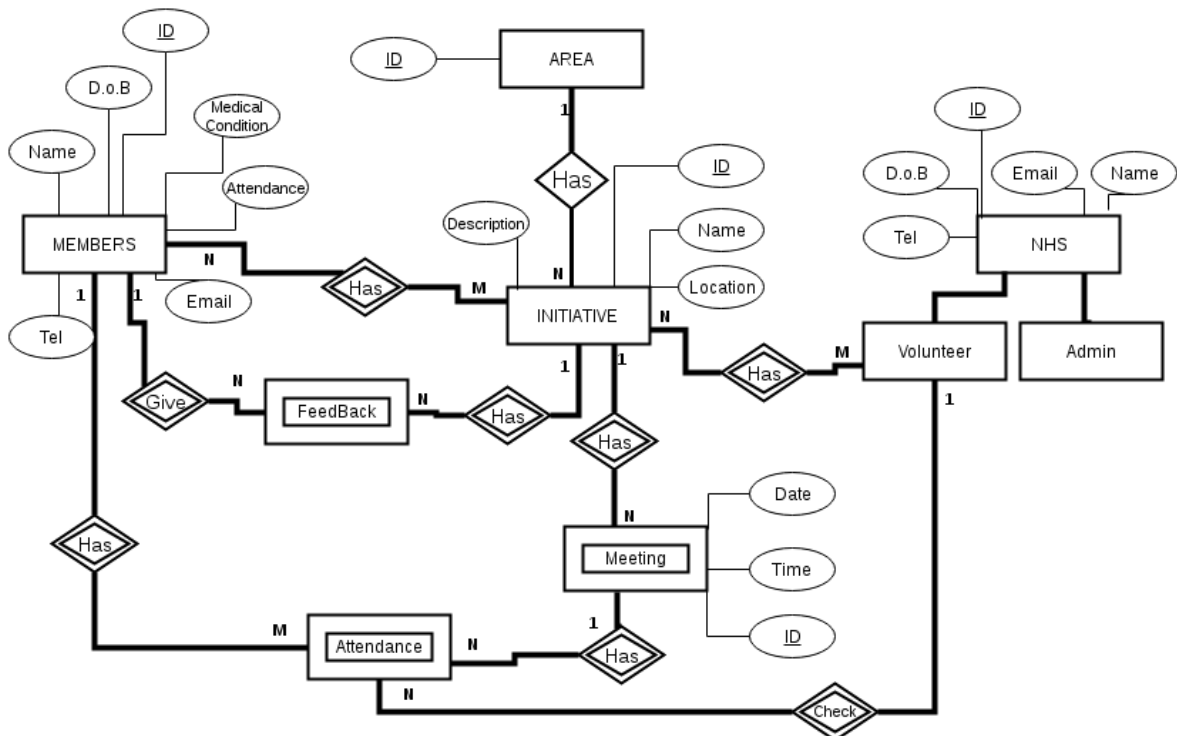 ID
AREA
ID
D.o.B
Medical
Condition
1
ID
Name
Has
ID
D.o.B
Email
Name
Attendance
Description
Name
Tel
NHS
MEMBERS
N
N
Location
Has
M
INITIATIVE
1
1
Email
N
Tel
1
1
M
Volunteer
Admin
Has
N
N
Give
FeedBack
Has
1
Has
Date
N
Has
Meeting
Time
M
1
ID
Attendance
N
Has
N
Check